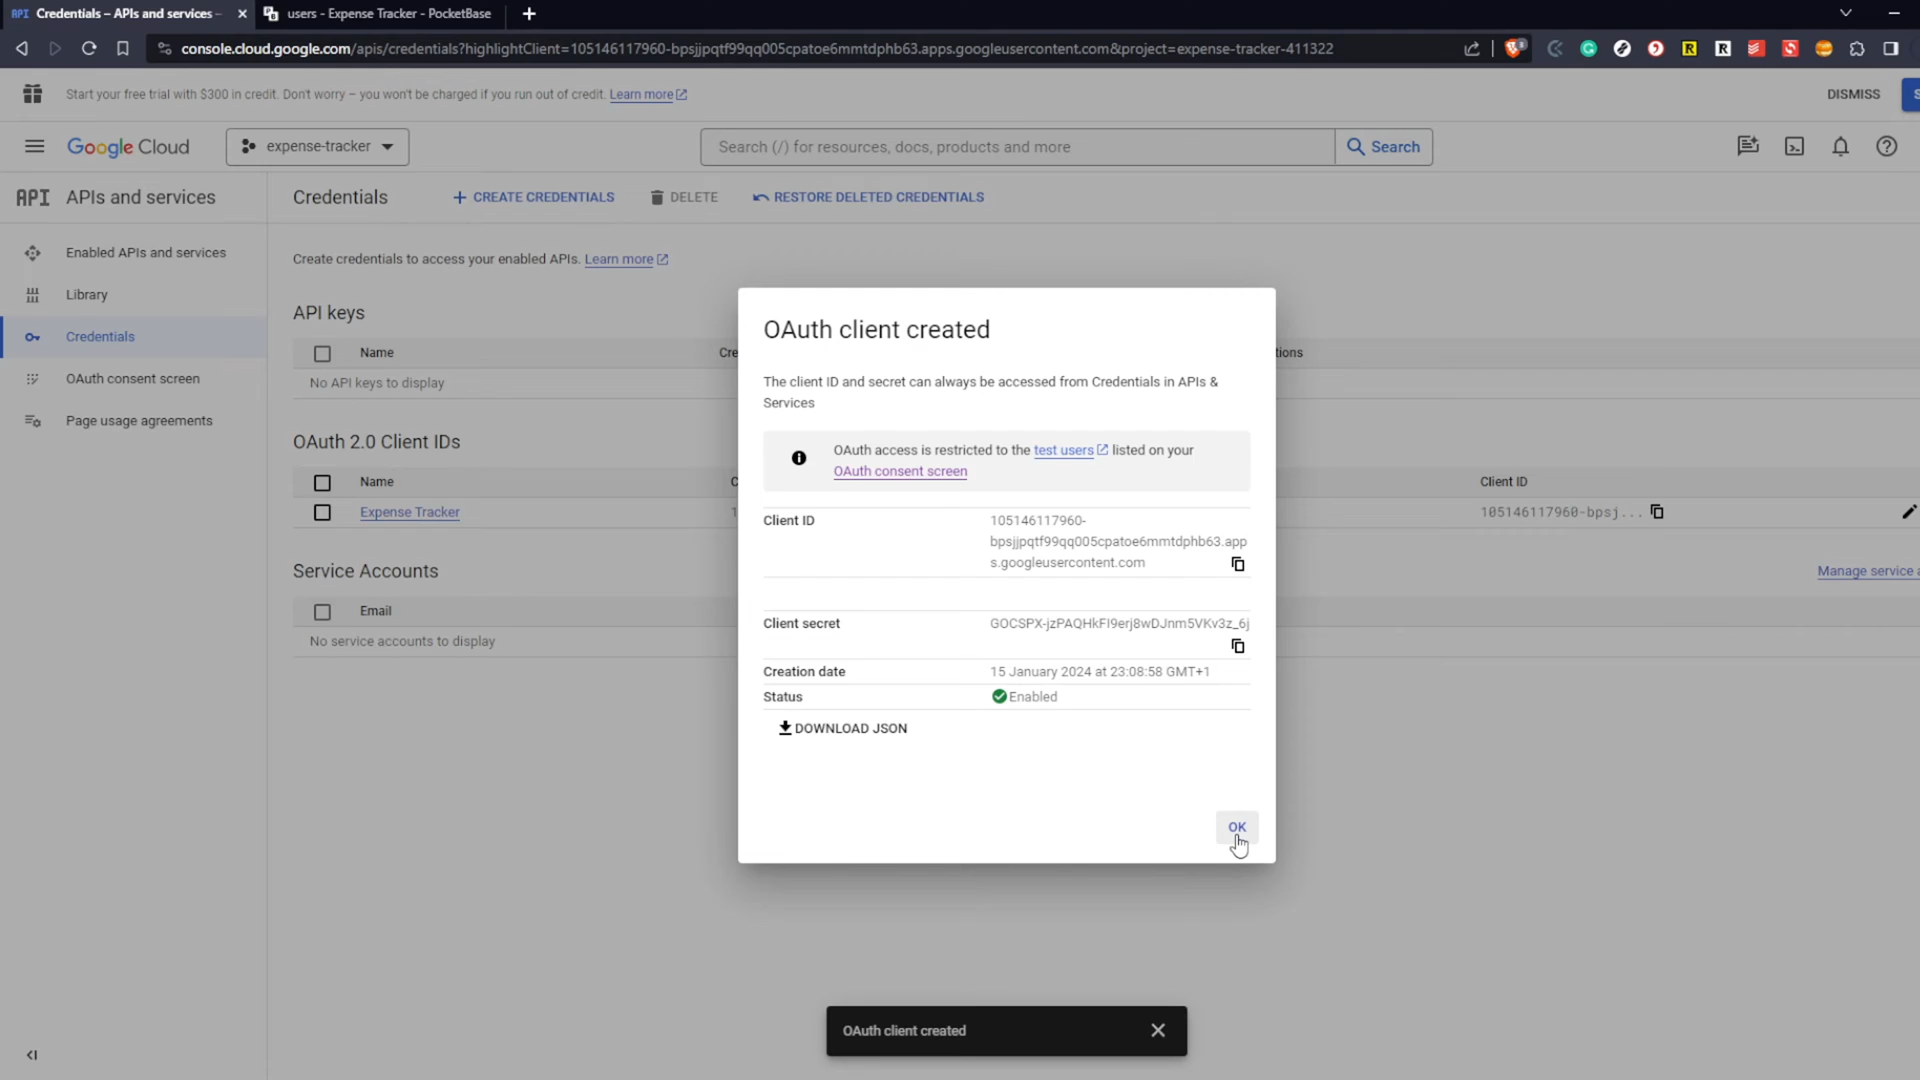 API Credentials – APIs and services –
users - Expense Tracker - PocketBase
console.cloud.google.com/apis/credentials?highlightClient=105146117960-bpsjjpqtf99qq005cpatoe6mmtdphb63.apps.googleusercontent.com&project=expense-tracker-411322
Start your free trial with $300 in credit. Don't worry – you won't be charged if you run out of credit. Learn more
DISMISS
Google Cloud
expense-tracker
Search (/) for resources, docs, products and more
Search
API APIs and services
Credentials
+ CREATE CREDENTIALS
DELETE
RESTORE DELETED CREDENTIALS
Enabled APIs and services
Library
Credentials
OAuth consent screen
Page usage agreements
Create credentials to access your enabled APIs. Learn more
API keys
Name
Cre
tions
No API keys to display
OAuth 2.0 Client IDs
Name
C
Client ID
Expense Tracker
1
105146117960-bpsj...
Service Accounts
Manage service a
Email
No service accounts to display
OAuth client created
The client ID and secret can always be accessed from Credentials in APIs &
Services
OAuth access is restricted to the test users listed on your
OAuth consent screen
Client ID
105146117960-
bpsjjpqtf99qq005cpatoe6mmtdphb63.app
s.googleusercontent.com
Client secret
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
Creation date
15 January 2024 at 23:08:58 GMT+1
Status
Enabled
DOWNLOAD JSON
OK
OAuth client created